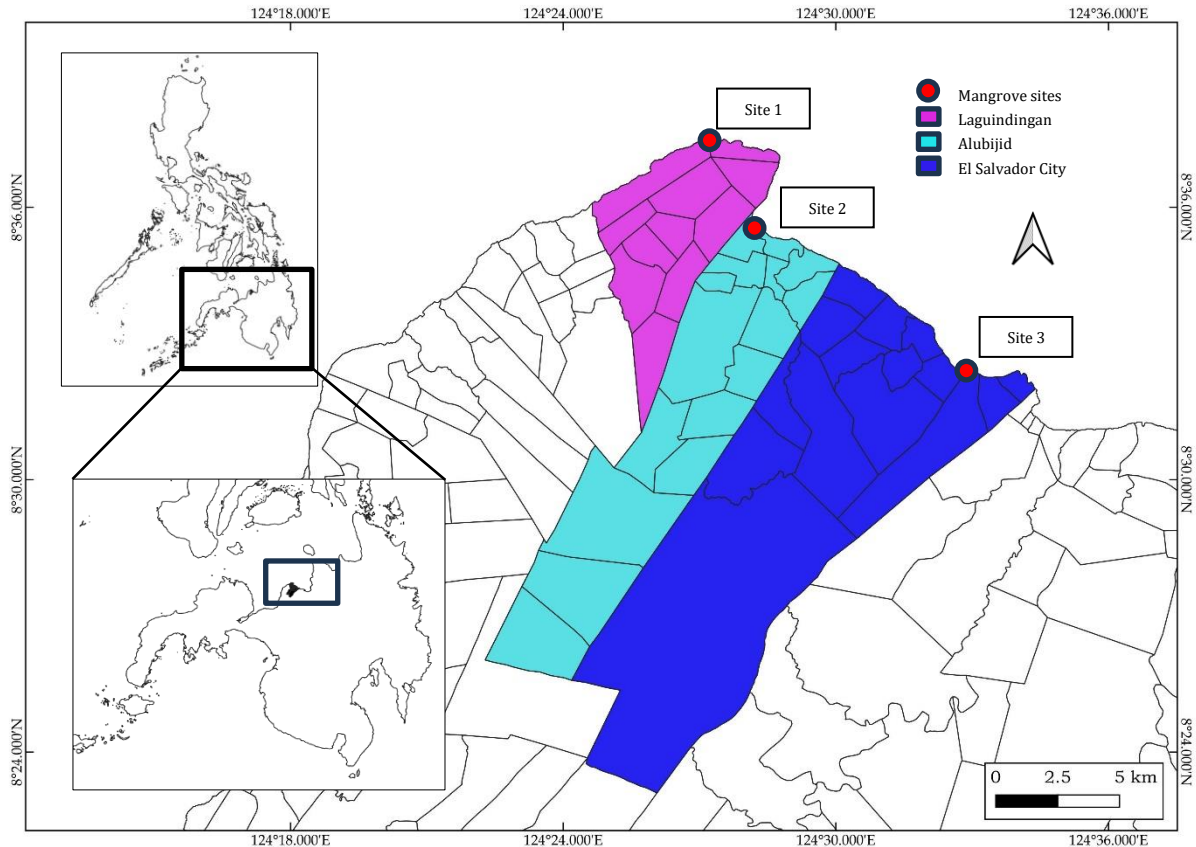 124°18.000'E 124°24.000'E 124°30.000'E 124°36.000'E
Site 1
Mangrove sites
Laguindingan
Alubijid
El Salvador City
8°36.000'N
8°36.000'N
Site 2
Site 3
8°30.000'N
8°30.000'N
8°24.000'N
8°24.000'N
0 2.5 5 km
124°18.000'E 124°24.000'E 124°30.000'E 124°36.000'E